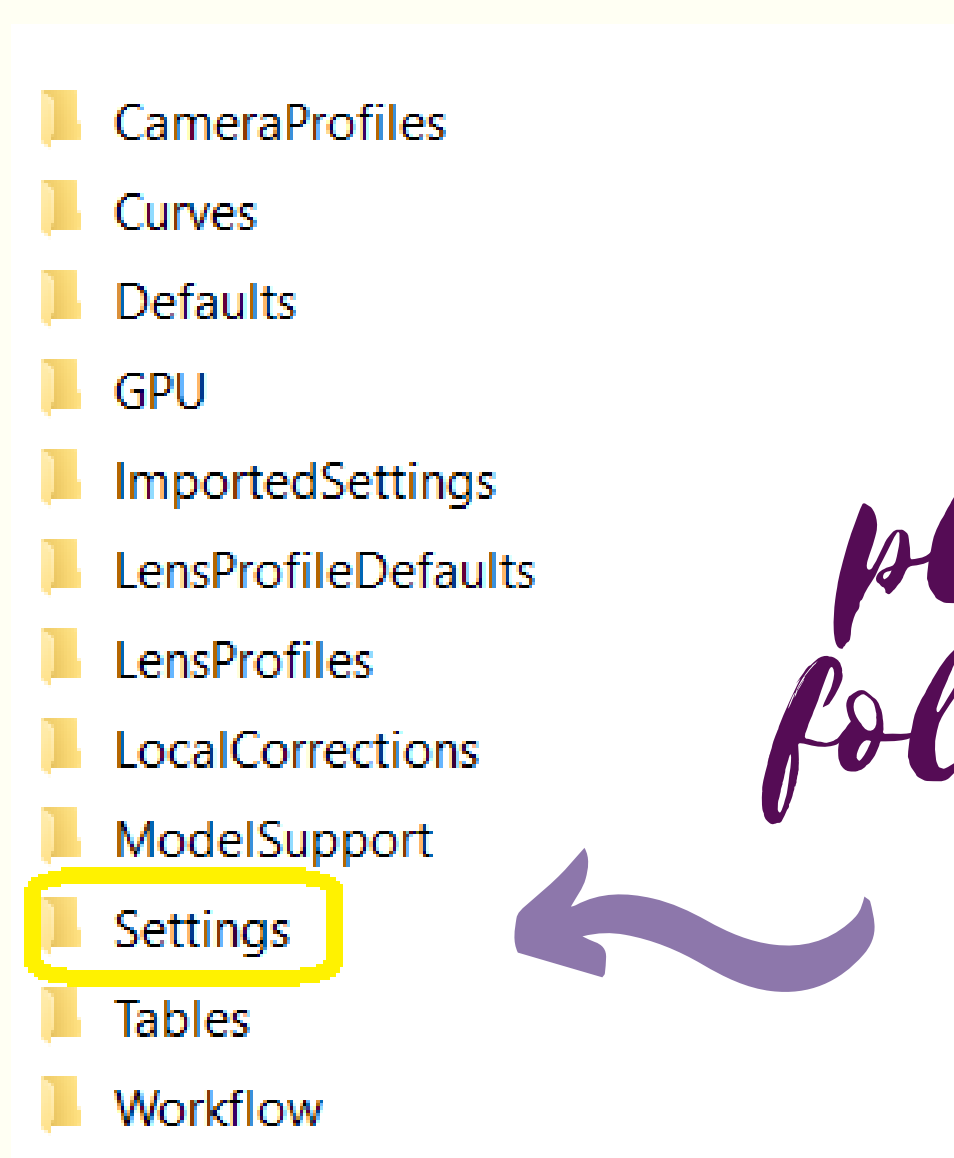 CameraProfiles
Curves
Defaults
GPU
ImportedSettings
LensProfileDefaults
LensProfiles
LocalCorrections
ModelSupport
Settings
Tables
Workflow